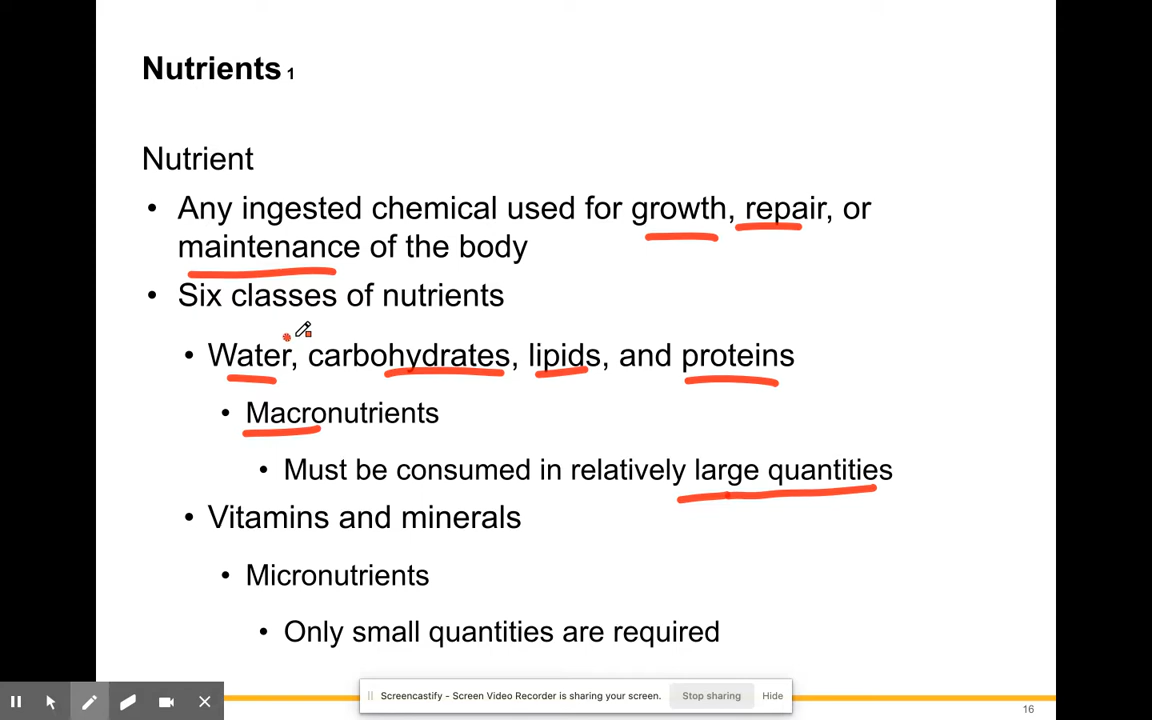 Nutrients 1
Nutrient
• Any ingested chemical used for growth, repair, or
maintenance of the body
• Six classes of nutrients
• Water, carbohydrates, lipids, and proteins
• Macronutrients
• Must be consumed in relatively large quantities
• Vitamins and minerals
• Micronutrients
• Only small quantities are required
Screencastify - Screen Video Recorder is sharing your screen. Stop sharing Hide
16